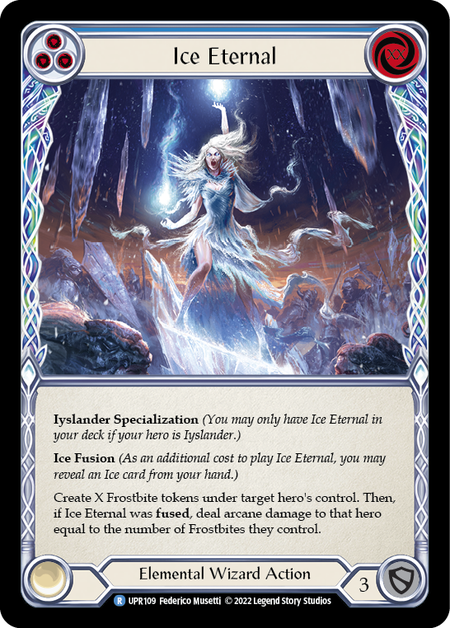 Ice Eternal
XX
Iyslander Specialization (You may only have Ice Eternal in
your deck if your hero is Iyslander.)
Ice Fusion (As an additional cost to play Ice Eternal, you may
reveal an Ice card from your hand.)
Create X Frostbite tokens under target hero's control. Then,
if Ice Eternal was fused, deal arcane damage to that hero
equal to the number of Frostbites they control.
Elemental Wizard Action
3
R UPR109 Federico Musetti © 2022 Legend Story Studios